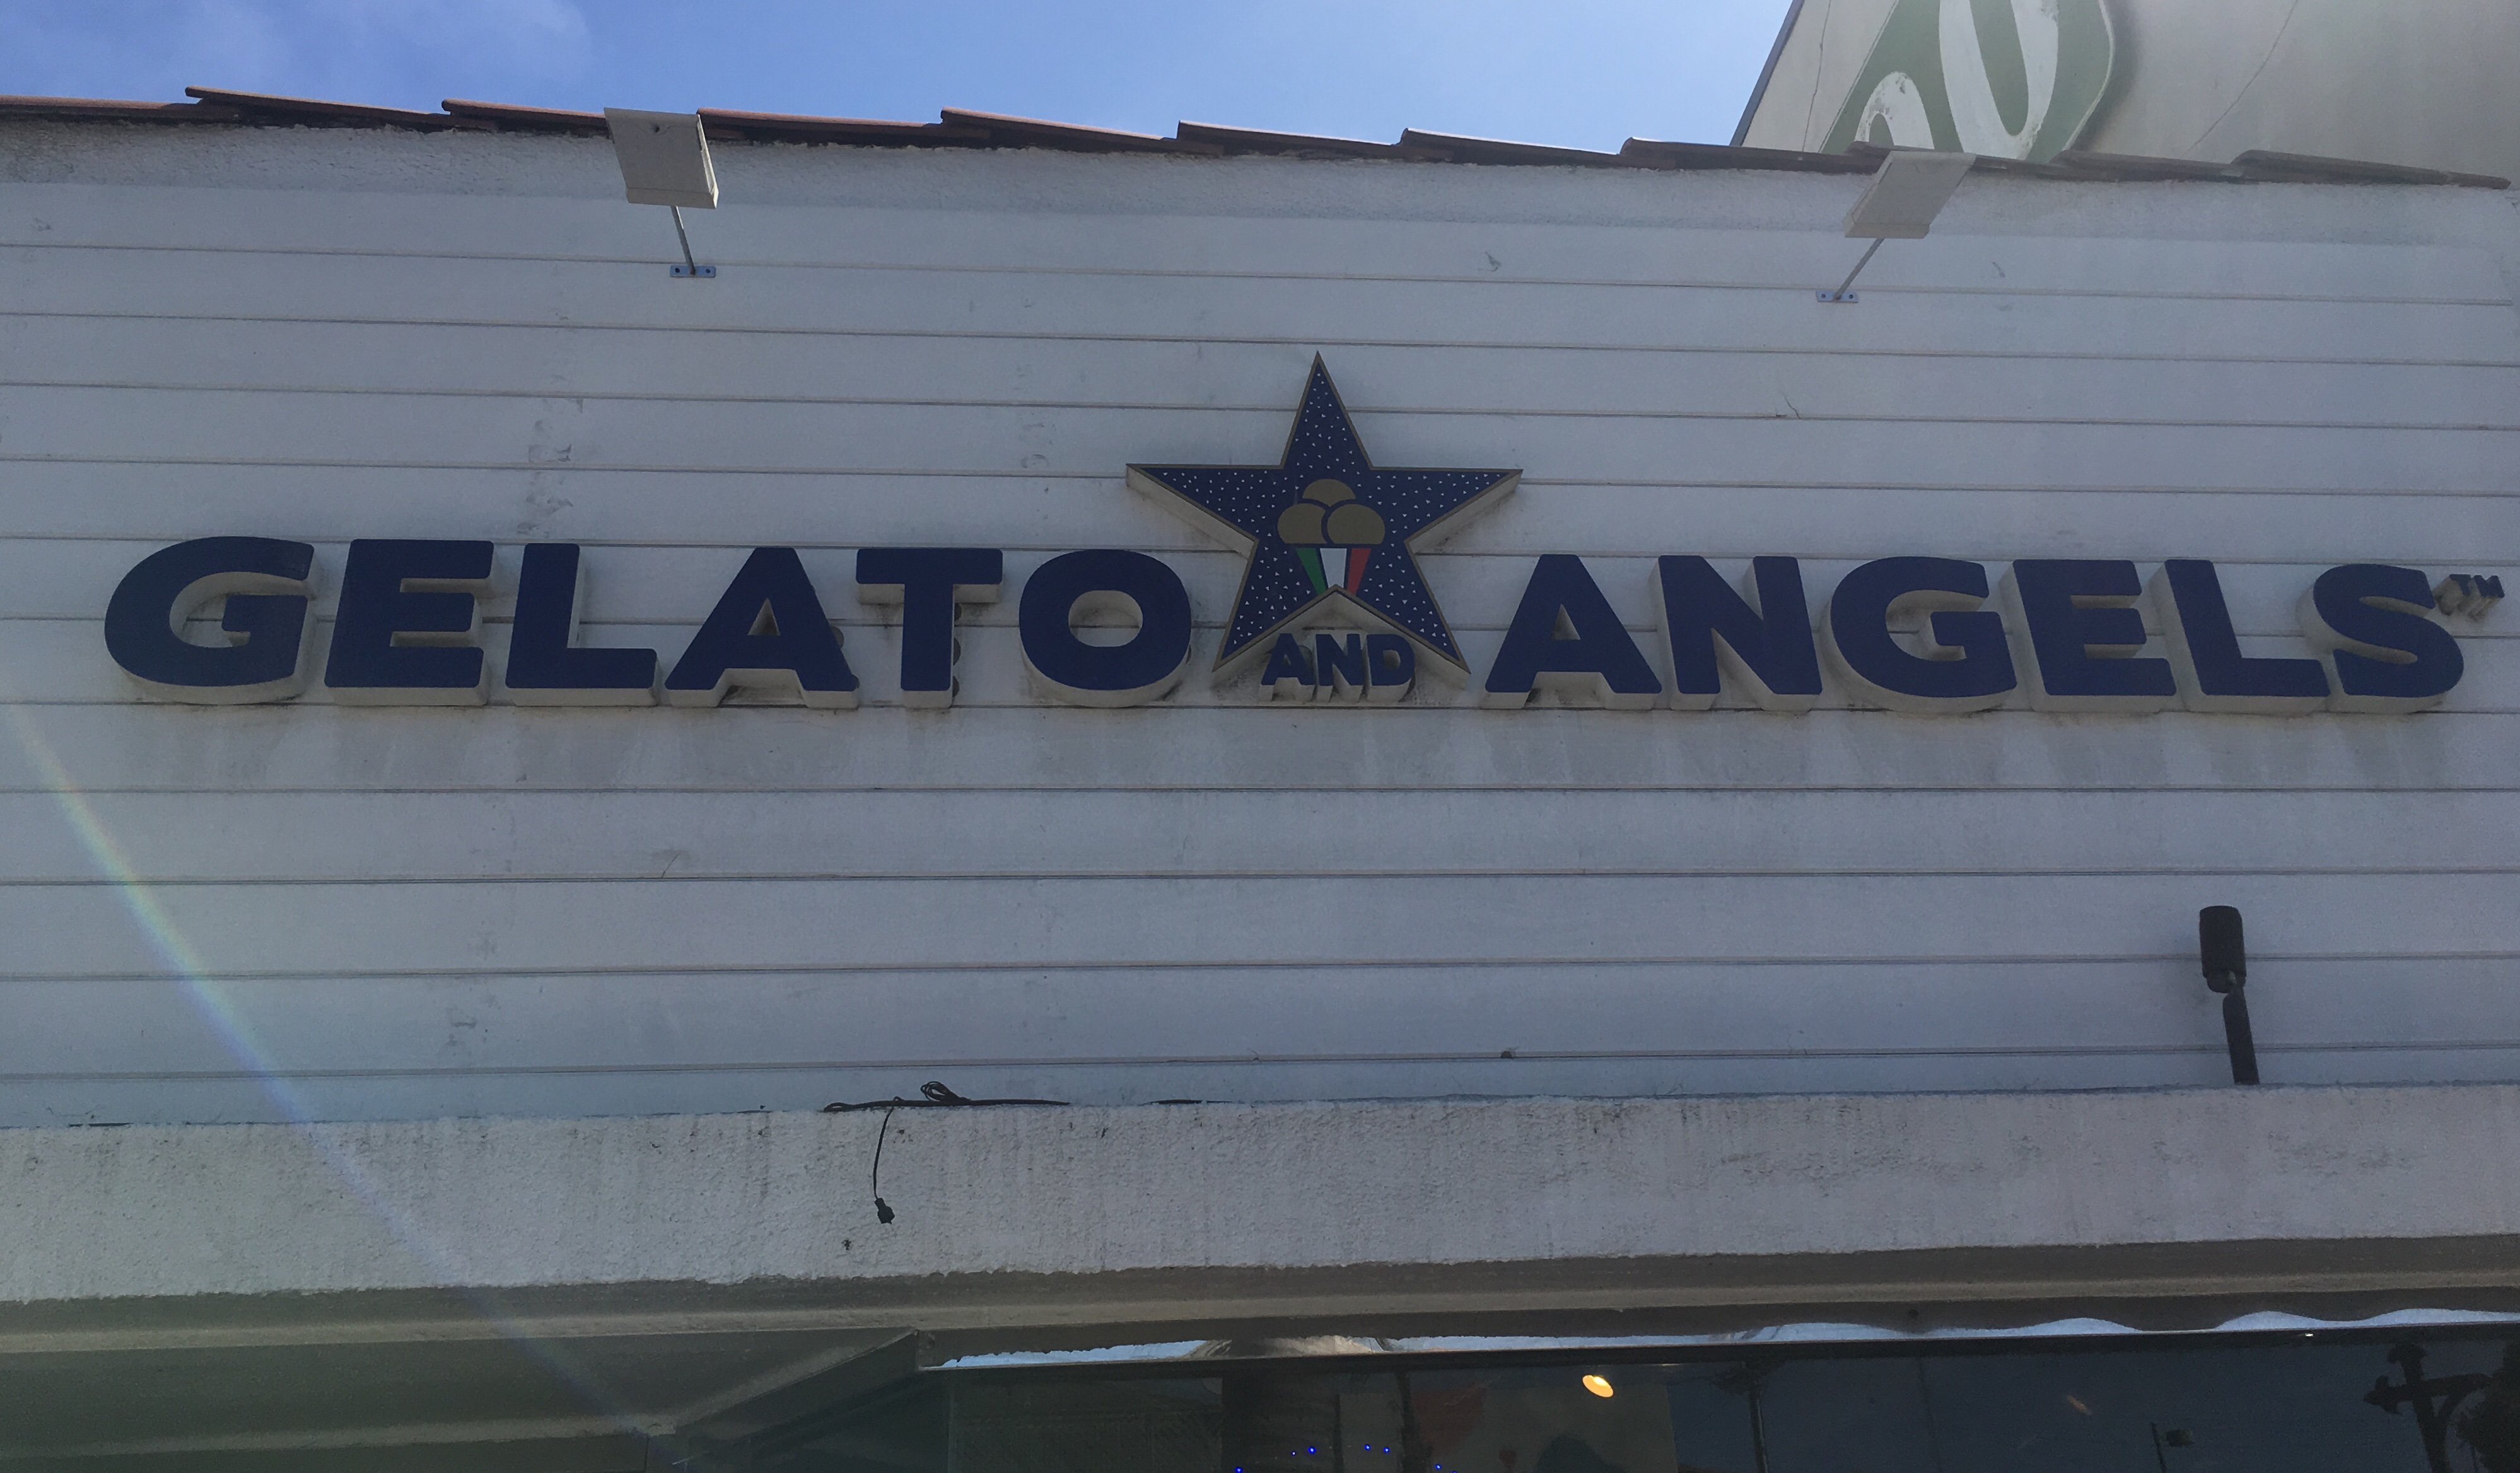 GELATO AND ANGELS™